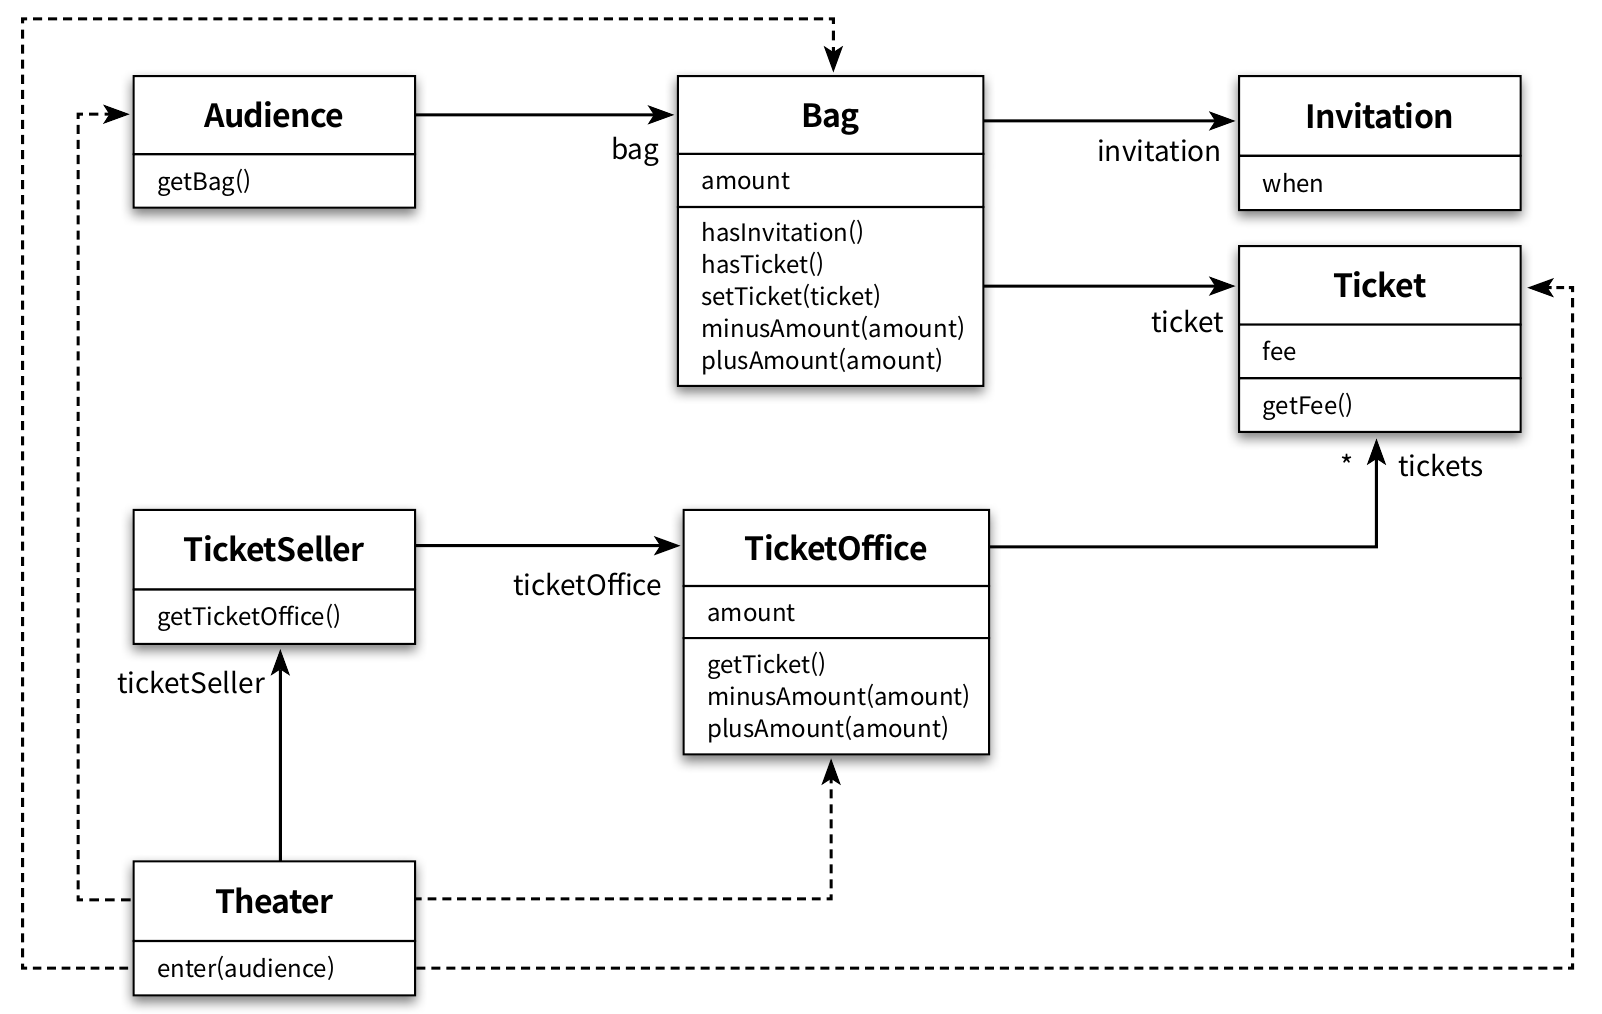 Audience
getBag()
bag
Bag
amount
hasInvitation()
hasTicket()
setTicket(ticket)
minusAmount(amount)
plusAmount(amount)
invitation
Invitation
when
ticket
Ticket
fee
getFee()
* tickets
TicketSeller
getTicketOffice()
ticketOffice
TicketOffice
amount
getTicket()
minusAmount(amount)
plusAmount(amount)
ticketSeller
Theater
enter(audience)